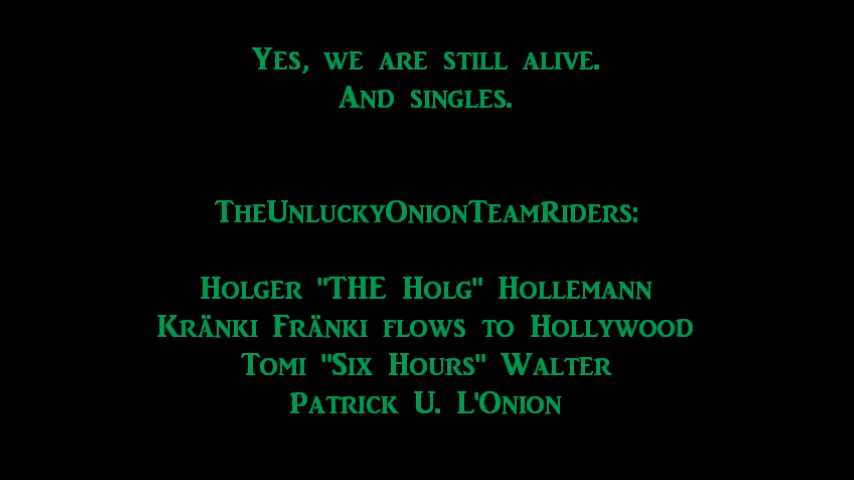 Yes, we are still alive.
And singles.
TheUnluckyOnionTeamRiders:
Holger "THE Holg" Hollemann
Kränki Fränki flows to Hollywood
Tomi "Six Hours" Walter
Patrick U. L'Onion